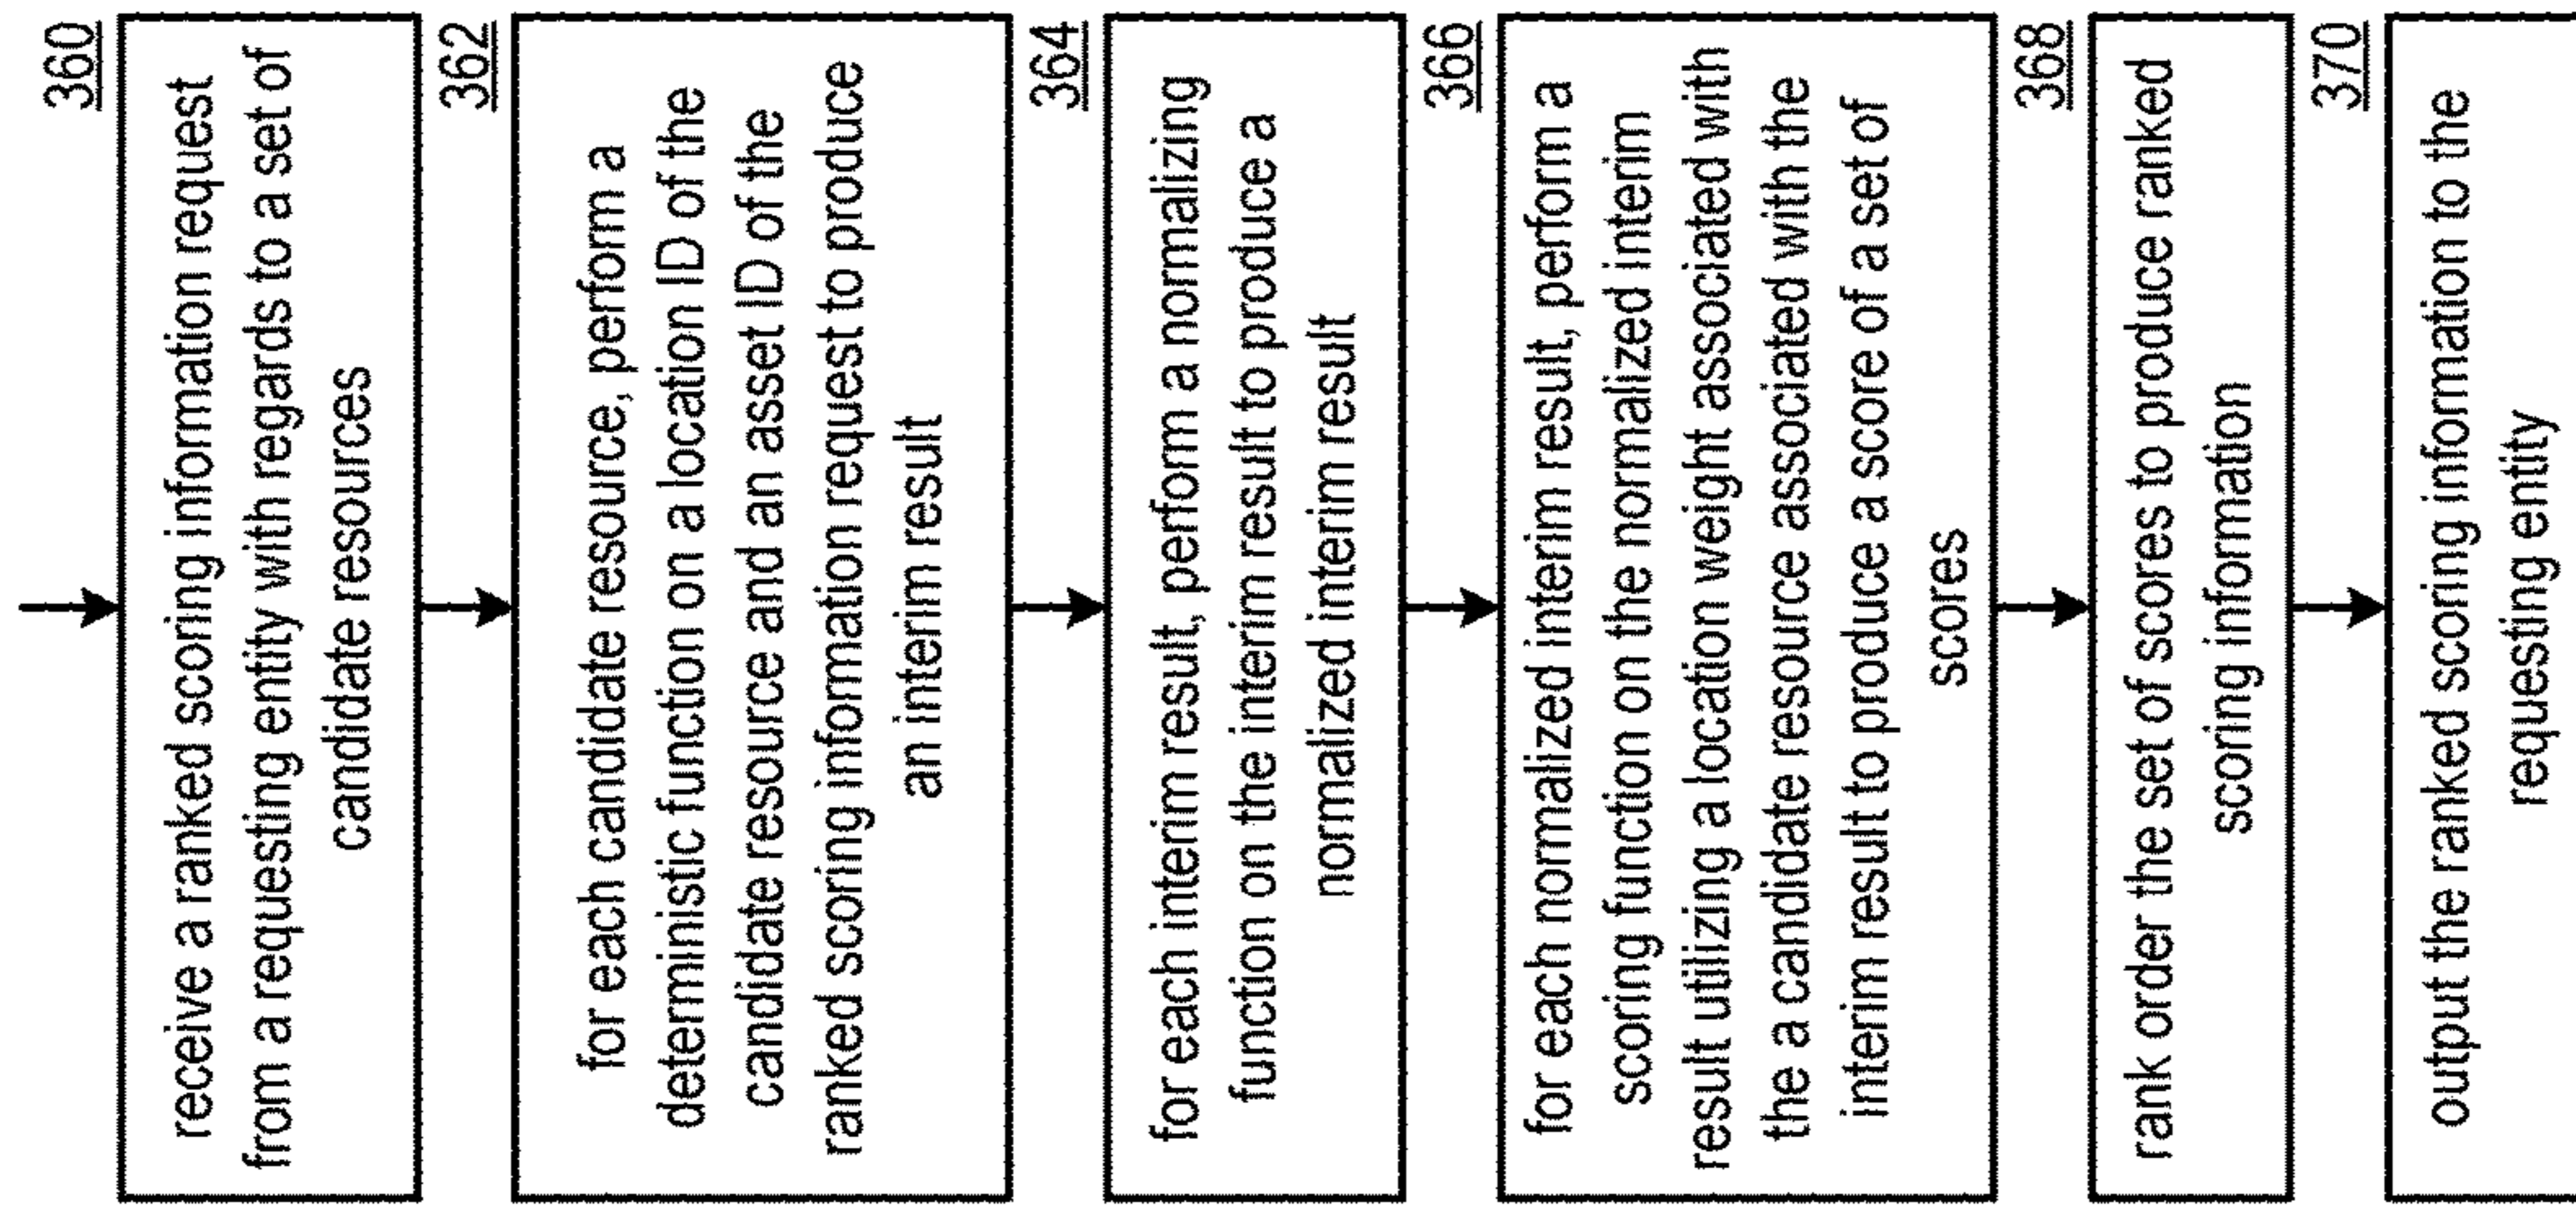 360
receive a ranked scoring information request
from a requesting entity with regards to a set of
candidate resources
362
for each candidate resource, perform a
deterministic function on a location ID of the
candidate resource and an asset ID of the
ranked scoring information request to produce
an interim result
364
for each interim result, perform a normalizing
function on the interim result to produce a
normalized interim result
366
for each normalized interim result, perform a
scoring function on the normalized interim
result utilizing a location weight associated with
the a candidate resource associated with the
interim result to produce a score of a set of
scores
368
rank order the set of scores to produce ranked
scoring information
370
output the ranked scoring information to the
requesting entity